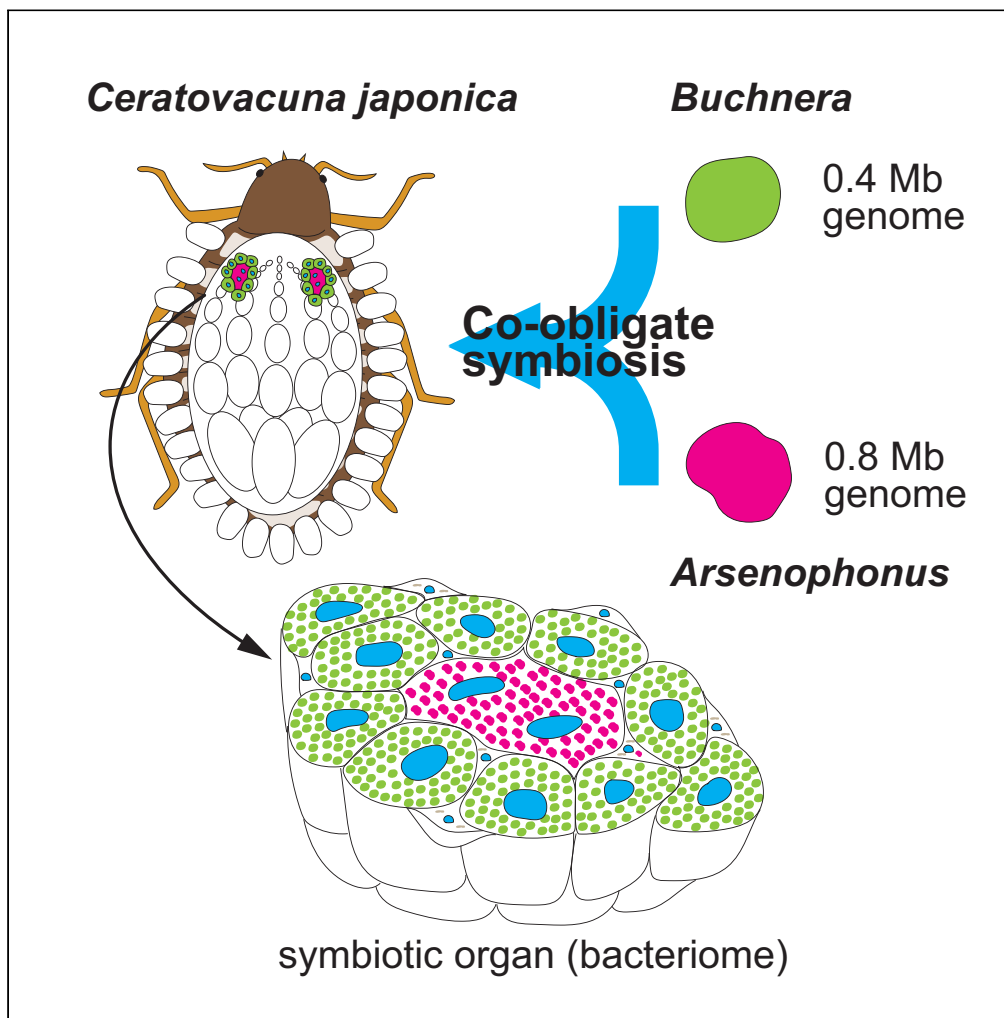 Ceratovacuna japonica
Buchnera
0.4 Mb
genome
Co-obligate
symbiosis
0.8 Mb
genome
Arsenophonus
symbiotic organ (bacteriome)